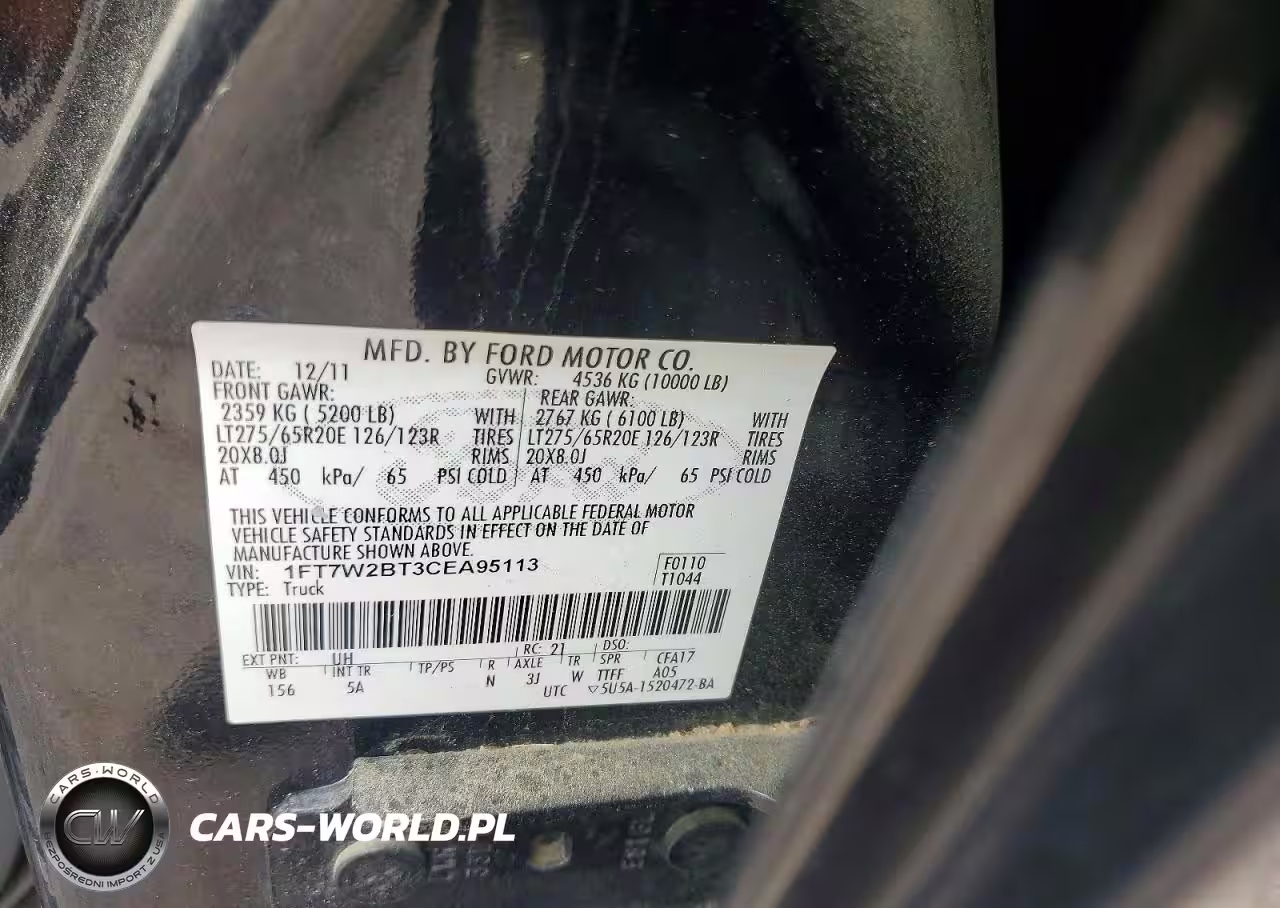 MFD. BY FORD MOTOR CO.
DATE: 12/11 GVWR: 4536 KG (10000 LB)
FRONT GAWR: REAR GAWR:
2359 KG ( 5200 LB) WITH 2767 KG ( 6100 LB) WITH
LT275/65R20E 126/123R TIRES LT275/65R20E 126/123R TIRES
20X8.0J RIMS 20X8.0J RIMS
AT 450 kPa/ 65 PSI COLD AT 450 kPa/ 65 PSI COLD
THIS VEHICLE CONFORMS TO ALL APPLICABLE FEDERAL MOTOR
VEHICLE SAFETY STANDARDS IN EFFECT ON THE DATE OF
MANUFACTURE SHOWN ABOVE.
VIN: 1FT7W2BT3CEA95113 F0110
TYPE: Truck T1044
EXT PNT: UH RC: 21 DSO:
WB INT TR TP/PS R AXLE TR SPR CFA17
156 5A N 3J W TTFF A05
UTC ▽5U5A-1520472-BA
CARS-WORLD
CW
BEZPOŚREDNI IMPORT Z USA
CARS-WORLD.PL